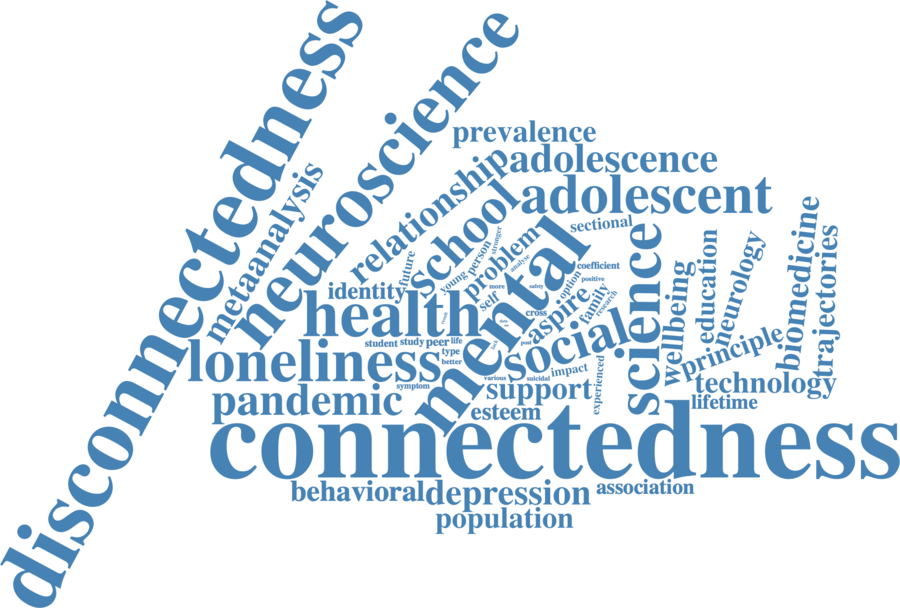 disconnectedness
neuroscience
metaanalysis
prevalence
relationship
adolescence
adolescent
school
sectional
future
young
person
stronger
problem
analyse
mental
coefficient
science
wellbeing
education
neurology
biomedicine
trajectories
identity
health
more
self
safety
option
positive
family
research
cross
aspire
student
study
peer
life
type
better
social
post
principle
loneliness
symptom
various
suicidal
impact
experienced
support
technology
lifetime
pandemic
esteem
connectedness
behavioral
depression
association
population